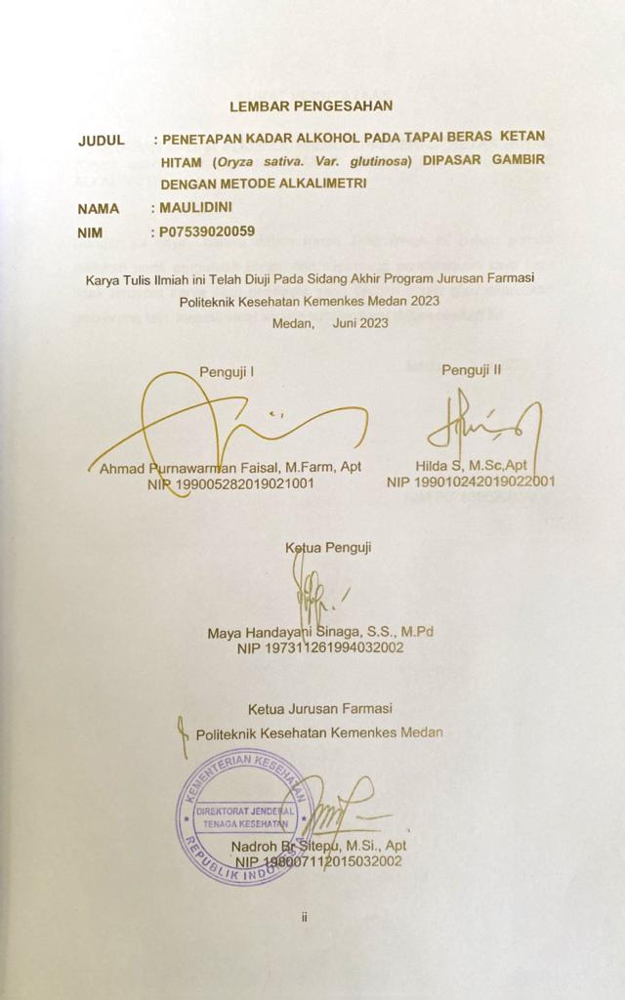 LEMBAR PENGESAHAN
JUDUL : PENETAPAN KADAR ALKOHOL PADA TAPAI BERAS KETAN
HITAM (Oryza sativa. Var. glutinosa) DIPASAR GAMBIR
DENGAN METODE ALKALIMETRI
NAMA : MAULIDINI
NIM : P07539020059
Karya Tulis Ilmiah ini Telah Diuji Pada Sidang Akhir Program Jurusan Farmasi
Politeknik Kesehatan Kemenkes Medan 2023
Medan, Juni 2023
Penguji I
Ahmad Purnawarman Faisal, M.Farm, Apt
NIP 199005282019021001
Penguji II
Hilda S, M.Sc,Apt
NIP 199010242019022001
Ketua Penguji
Maya Handayani Sinaga, S.S., M.Pd
NIP 197311261994032002
Ketua Jurusan Farmasi
Politeknik Kesehatan Kemenkes Medan
KEMENTERIAN KESEHATAN
DIREKTORAT JENDERAL
TENAGA KESEHATAN
REPUBLIK INDONESIA
Nadroh Br Sitepu, M.Si., Apt
NIP 198007112015032002
ii